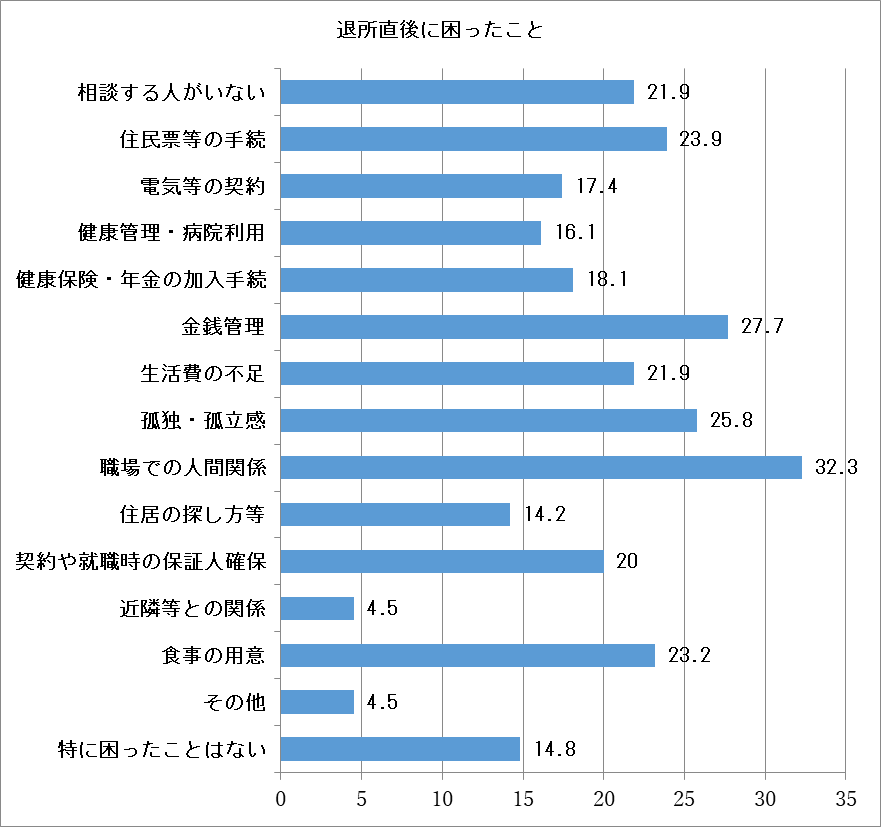 退所直後に困ったこと
相談する人がいない 21.9
住民票等の手続 23.9
電気等の契約 17.4
健康管理・病院利用 16.1
健康保険・年金の加入手続 18.1
金銭管理 27.7
生活費の不足 21.9
孤独・孤立感 25.8
職場での人間関係 32.3
住居の探し方等 14.2
契約や就職時の保証人確保 20
近隣等との関係 4.5
食事の用意 23.2
その他 4.5
特に困ったことはない 14.8
0 5 10 15 20 25 30 35